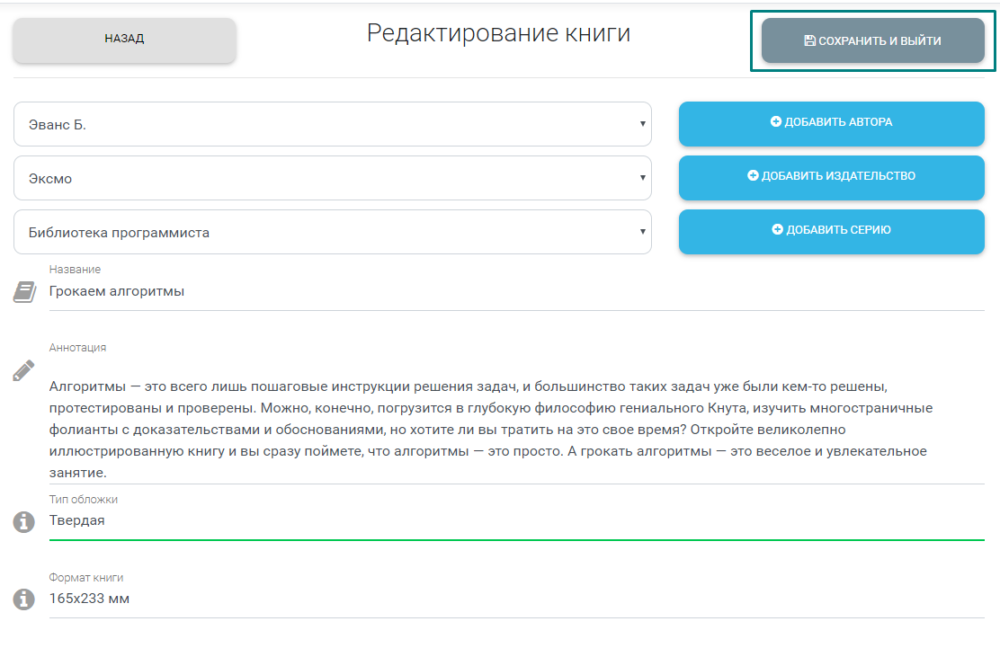 НАЗАД
Редактирование книги
СОХРАНИТЬ И ВЫЙТИ
Эванс Б.
ДОБАВИТЬ АВТОРА
Эксмо
ДОБАВИТЬ ИЗДАТЕЛЬСТВО
Библиотека программиста
ДОБАВИТЬ СЕРИЮ
Название
Грокаем алгоритмы
Аннотация
Алгоритмы — это всего лишь пошаговые инструкции решения задач, и большинство таких задач уже были кем-то решены,
протестированы и проверены. Можно, конечно, погрузится в глубокую философию гениального Кнута, изучить многостраничные
фолианты с доказательствами и обоснованиями, но хотите ли вы тратить на это свое время? Откройте великолепно
иллюстрированную книгу и вы сразу поймете, что алгоритмы — это просто. А грокать алгоритмы — это веселое и увлекательное
занятие.
Тип обложки
Твердая
Формат книги
165x233 мм